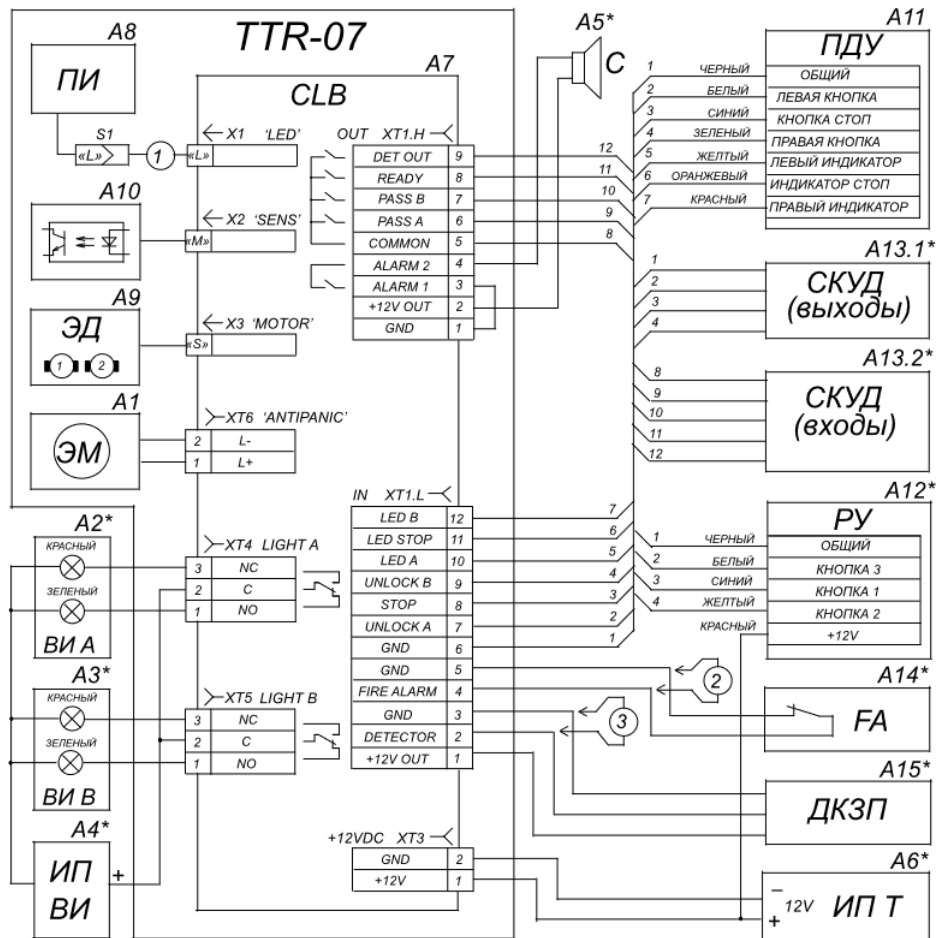 TTR-07
A8
ПИ
S1
«L»
1
A10
A9
ЭД
1
2
A1
ЭМ
A7
CLB
X1 'LED'
«L»
X2 'SENS'
«M»
X3 'MOTOR'
«S»
XT6 'ANTIPANIC'
2 L-
1 L+
OUT XT1.H
DET OUT 9
READY 8
PASS B 7
PASS A 6
COMMON 5
ALARM 2 4
ALARM 1 3
+12V OUT 2
GND 1
12
11
10
9
8
A5*
С
A11
ПДУ
1 ЧЕРНЫЙ ОБЩИЙ
2 БЕЛЫЙ ЛЕВАЯ КНОПКА
3 СИНИЙ КНОПКА СТОП
4 ЗЕЛЕНЫЙ ПРАВАЯ КНОПКА
5 ЖЕЛТЫЙ ЛЕВЫЙ ИНДИКАТОР
6 ОРАНЖЕВЫЙ ИНДИКАТОР СТОП
7 КРАСНЫЙ ПРАВЫЙ ИНДИКАТОР
A13.1*
1
2
3
4
СКУД
(выходы)
A13.2*
8
9
10
11
12
СКУД
(входы)
A2*
КРАСНЫЙ
ЗЕЛЕНЫЙ
ВИ А
XT4 LIGHT A
3 NC
2 C
1 NO
A3*
КРАСНЫЙ
ЗЕЛЕНЫЙ
ВИ В
XT5 LIGHT B
3 NC
2 C
1 NO
A4*
ИП
ВИ
+
IN XT1.L
LED B 12
LED STOP 11
LED A 10
UNLOCK B 9
STOP 8
UNLOCK A 7
GND 6
GND 5
FIRE ALARM 4
GND 3
DETECTOR 2
+12V OUT 1
7
6
5
4
3
2
1
+12VDC XT3
GND 2
+12V 1
A12*
РУ
1 ЧЕРНЫЙ ОБЩИЙ
2 БЕЛЫЙ КНОПКА 3
3 СИНИЙ КНОПКА 1
4 ЖЕЛТЫЙ КНОПКА 2
КРАСНЫЙ +12V
2
3
A14*
FA
A15*
ДКЗП
A6*
−
12V ИП Т
+